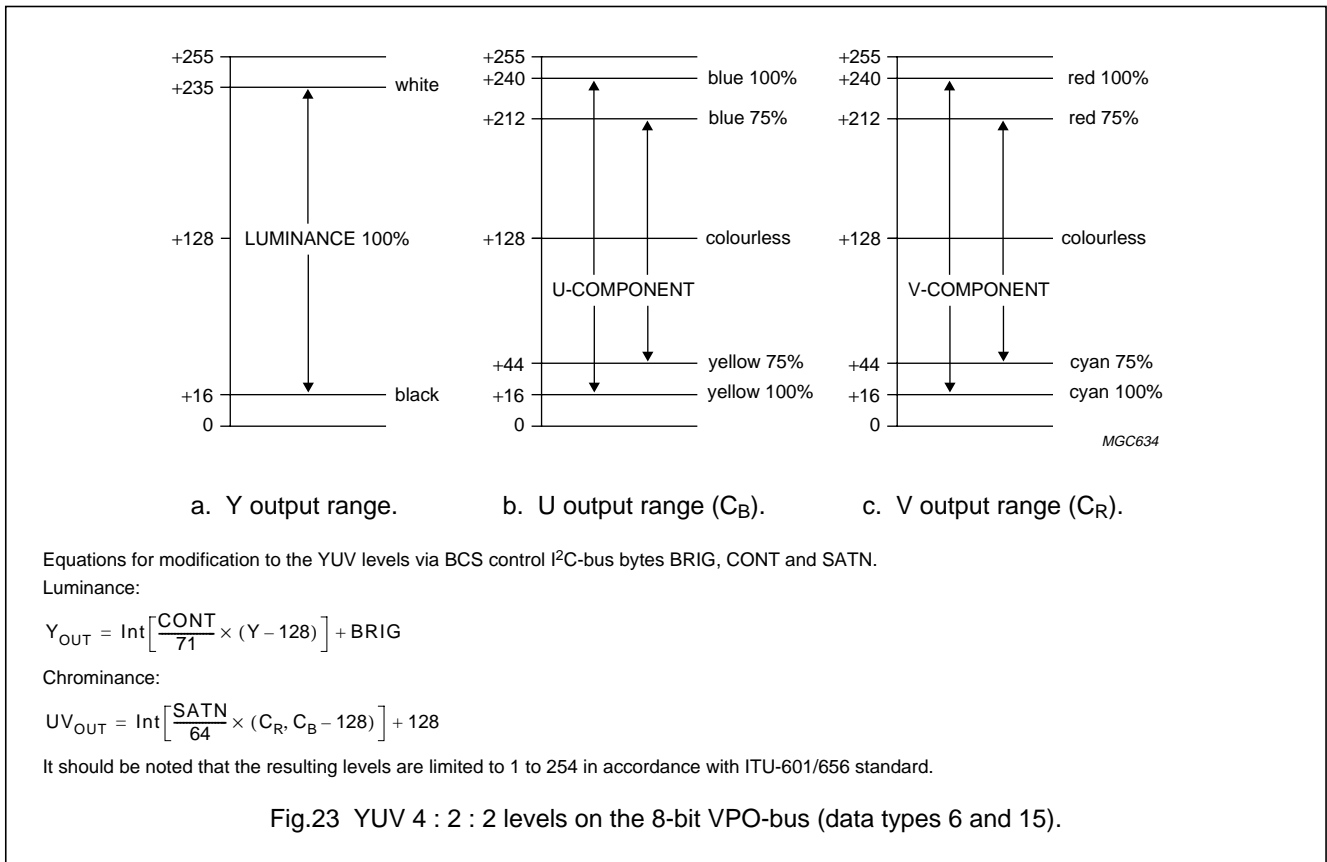 +255
+235
white
+128
LUMINANCE 100%
+16
black
0
+255
+240
blue 100%
+212
blue 75%
+128
colourless
U-COMPONENT
+44
yellow 75%
+16
yellow 100%
0
+255
+240
red 100%
+212
red 75%
+128
colourless
V-COMPONENT
+44
cyan 75%
+16
cyan 100%
0
MGC634
a. Y output range.
b. U output range (C_B).
c. V output range (C_R).
Equations for modification to the YUV levels via BCS control I²C-bus bytes BRIG, CONT and SATN.
Luminance:
Y_OUT = Int[CONT/71 × (Y – 128)] + BRIG
Chrominance:
UV_OUT = Int[SATN/64 × (C_R, C_B – 128)] + 128
It should be noted that the resulting levels are limited to 1 to 254 in accordance with ITU-601/656 standard.
Fig.23 YUV 4 : 2 : 2 levels on the 8-bit VPO-bus (data types 6 and 15).